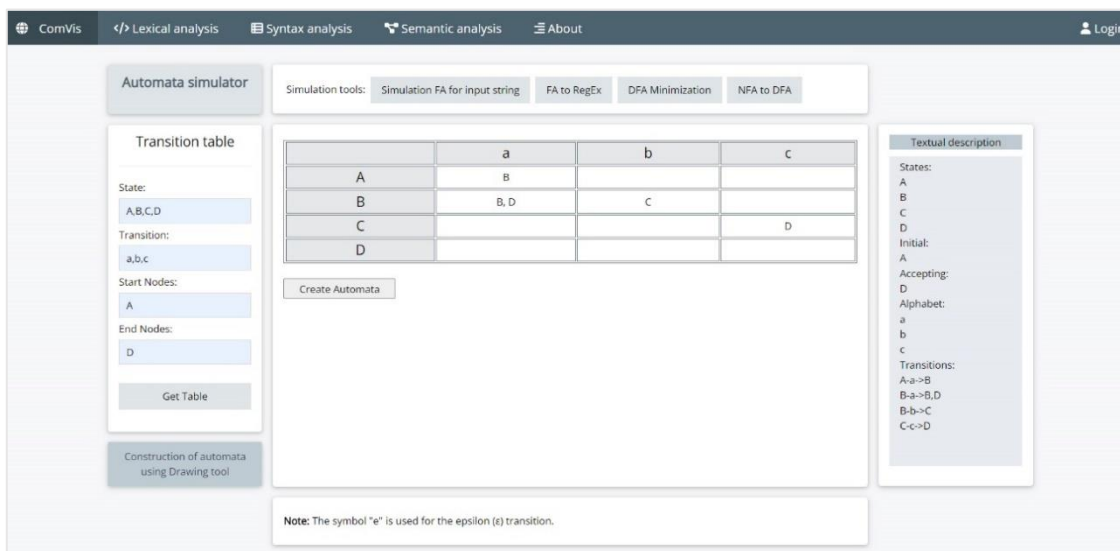 ComVis </> Lexical analysis Syntax analysis Semantic analysis About Login
Automata simulator
Simulation tools: Simulation FA for input string FA to RegEx DFA Minimization NFA to DFA
Transition table
State:
A,B,C,D
Transition:
a,b,c
Start Nodes:
A
End Nodes:
D
Get Table
Construction of automata
using Drawing tool
a b c
A B
B B, D C
C D
D
Create Automata
Textual description
States:
A
B
C
D
Initial:
A
Accepting:
D
Alphabet:
a
b
c
Transitions:
A-a->B
B-a->B,D
B-b->C
C-c->D
Note: The symbol "e" is used for the epsilon (ε) transition.